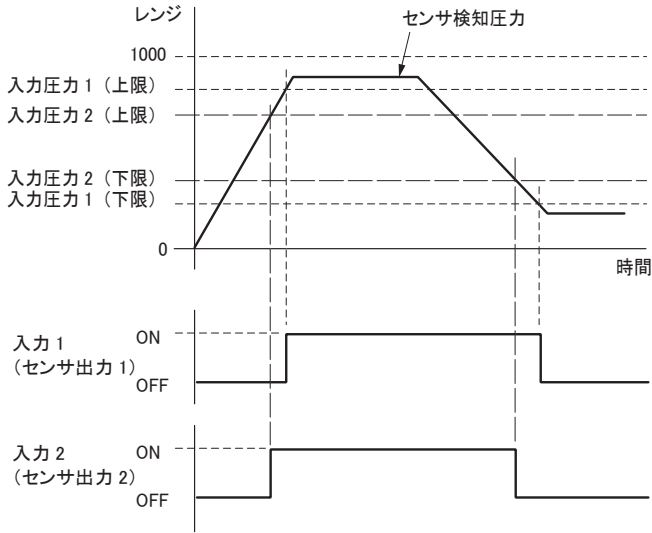 レンジ
センサ検知圧力
1000
入力圧力 1（上限）
入力圧力 2（上限）
入力圧力 2（下限）
入力圧力 1（下限）
0
時間
入力 1
（センサ出力 1）
ON
OFF
入力 2
（センサ出力 2）
ON
OFF